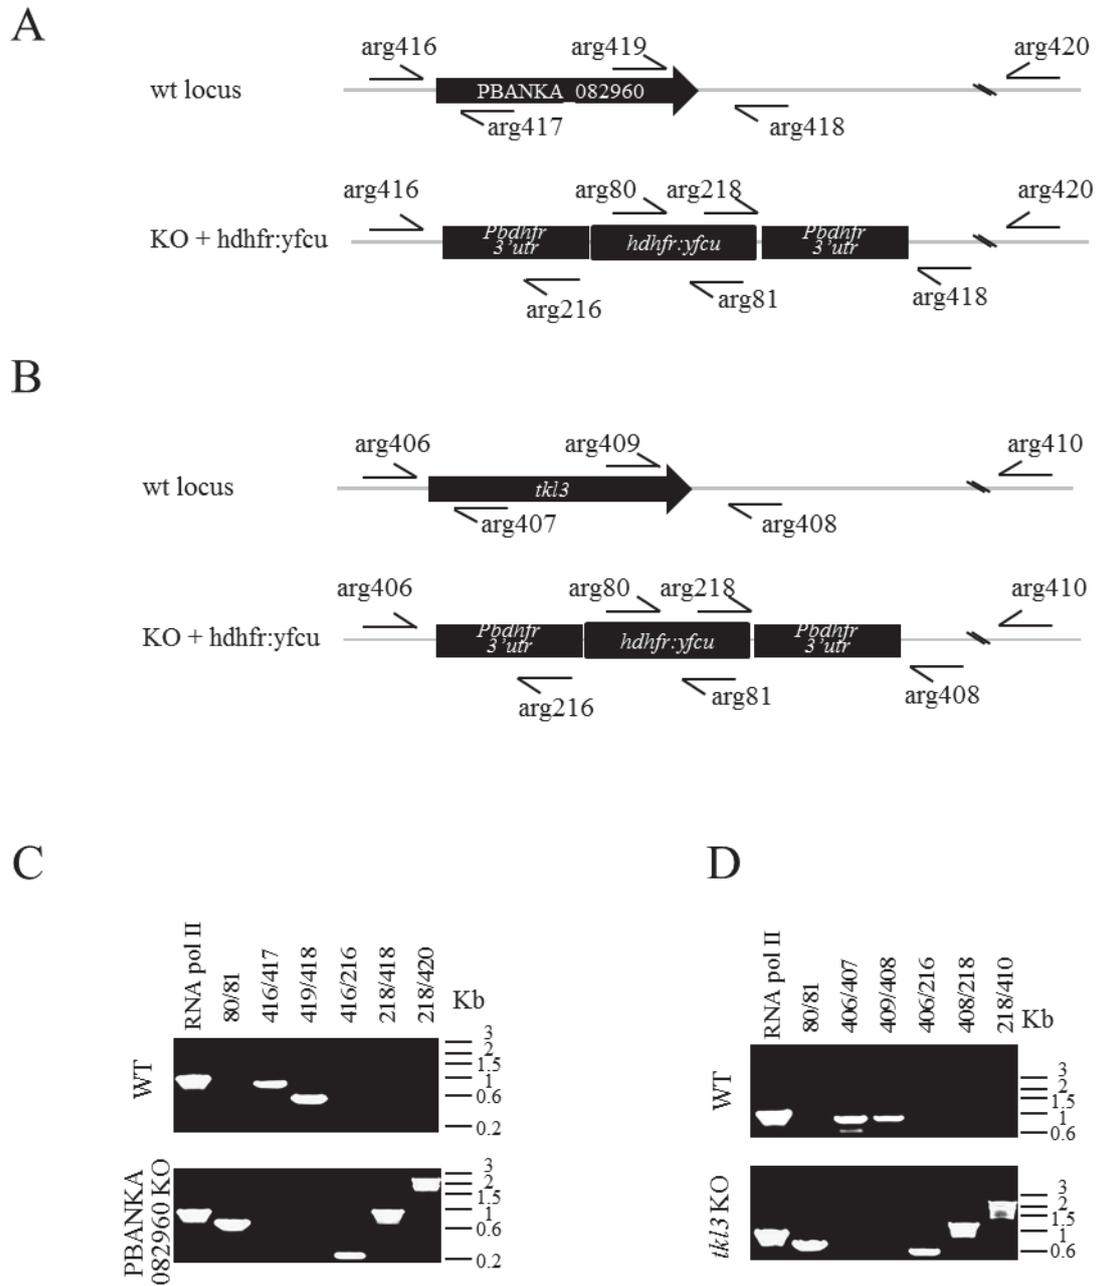 A
arg416 arg419 arg420
wt locus PBANKA_082960
arg417 arg418
arg416 arg80 arg218 arg420
KO + hdhfr:yfcu Pbdhfr 3'utr hdhfr:yfcu Pbdhfr 3'utr
arg216 arg81 arg418
B
arg406 arg409 arg410
wt locus tkl3
arg407 arg408
arg406 arg80 arg218 arg410
KO + hdhfr:yfcu Pbdhfr 3'utr hdhfr:yfcu Pbdhfr 3'utr
arg216 arg81 arg408
C
RNA pol II 80/81 416/417 419/418 416/216 218/418 218/420 Kb
WT
3
2
1.5
1
0.6
0.2
PBANKA
082960 KO
3
2
1.5
1
0.6
0.2
D
RNA pol II 80/81 406/407 409/408 406/216 408/218 218/410 Kb
WT
3
2
1.5
1
0.6
tkl3 KO
3
2
1.5
1
0.6